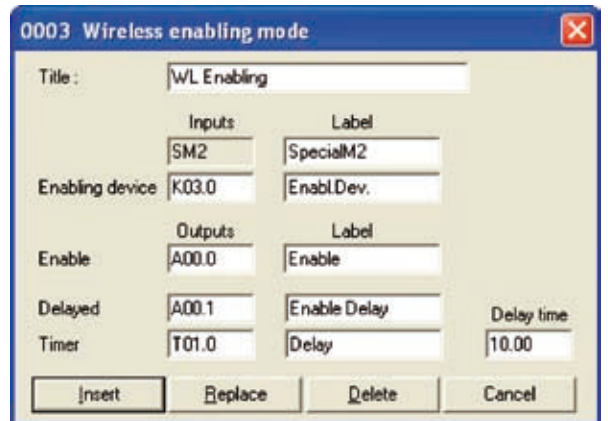 0003 Wireless enabling mode
Title : WL Enabling
Inputs Label
SM2 SpecialM2
Enabling device K03.0 Enabl.Dev.
Outputs Label
Enable A00.0 Enable
Delayed A00.1 Enable Delay Delay time
Timer T01.0 Delay 10.00
Insert Replace Delete Cancel